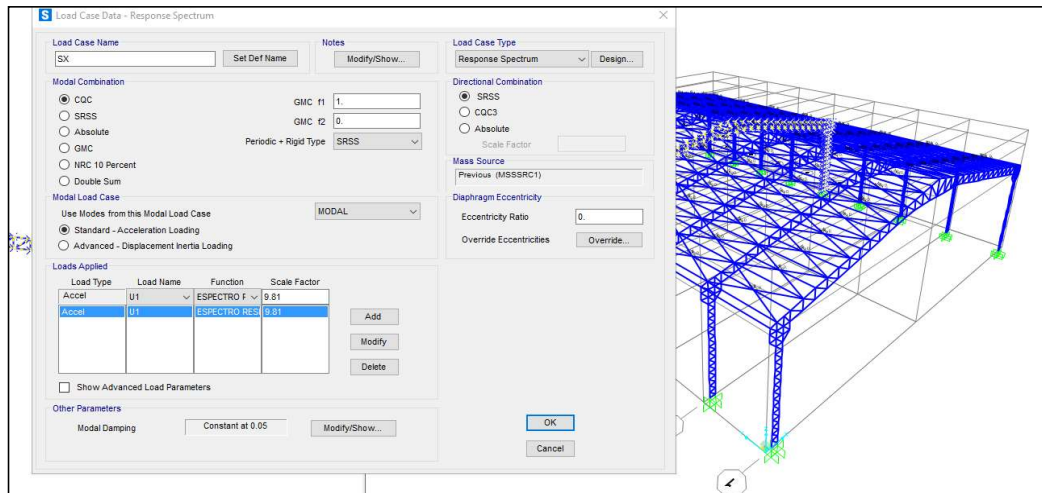 S Load Case Data - Response Spectrum
Load Case Name
SX
Set Def Name
Notes
Modify/Show...
Load Case Type
Response Spectrum
Design...
Modal Combination
CQC
SRSS
Absolute
GMC
NRC 10 Percent
Double Sum
GMC f1 1.
GMC f2 0.
Periodic + Rigid Type SRSS
Directional Combination
SRSS
CQC3
Absolute
Scale Factor
Mass Source
Previous (MSSSRC1)
Modal Load Case
Use Modes from this Modal Load Case MODAL
Standard - Acceleration Loading
Advanced - Displacement Inertia Loading
Diaphragm Eccentricity
Eccentricity Ratio 0.
Override Eccentricities Override...
Loads Applied
Load Type Load Name Function Scale Factor
Accel U1 ESPECTRO F 9.81
Accel U1 ESPECTRO RES 9.81
Add
Modify
Delete
Show Advanced Load Parameters
Other Parameters
Modal Damping Constant at 0.05 Modify/Show...
OK
Cancel